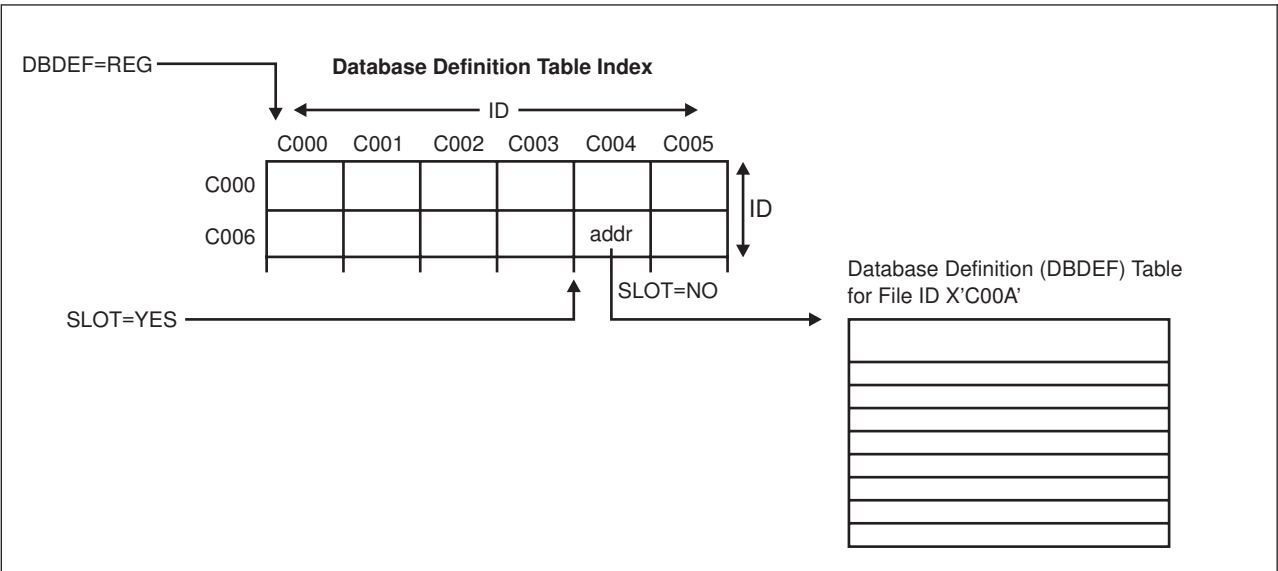 DBDEF=REG
Database Definition Table Index
ID
C000 C001 C002 C003 C004 C005
C000
ID
C006 addr
SLOT=NO
Database Definition (DBDEF) Table
for File ID X’C00A’
SLOT=YES